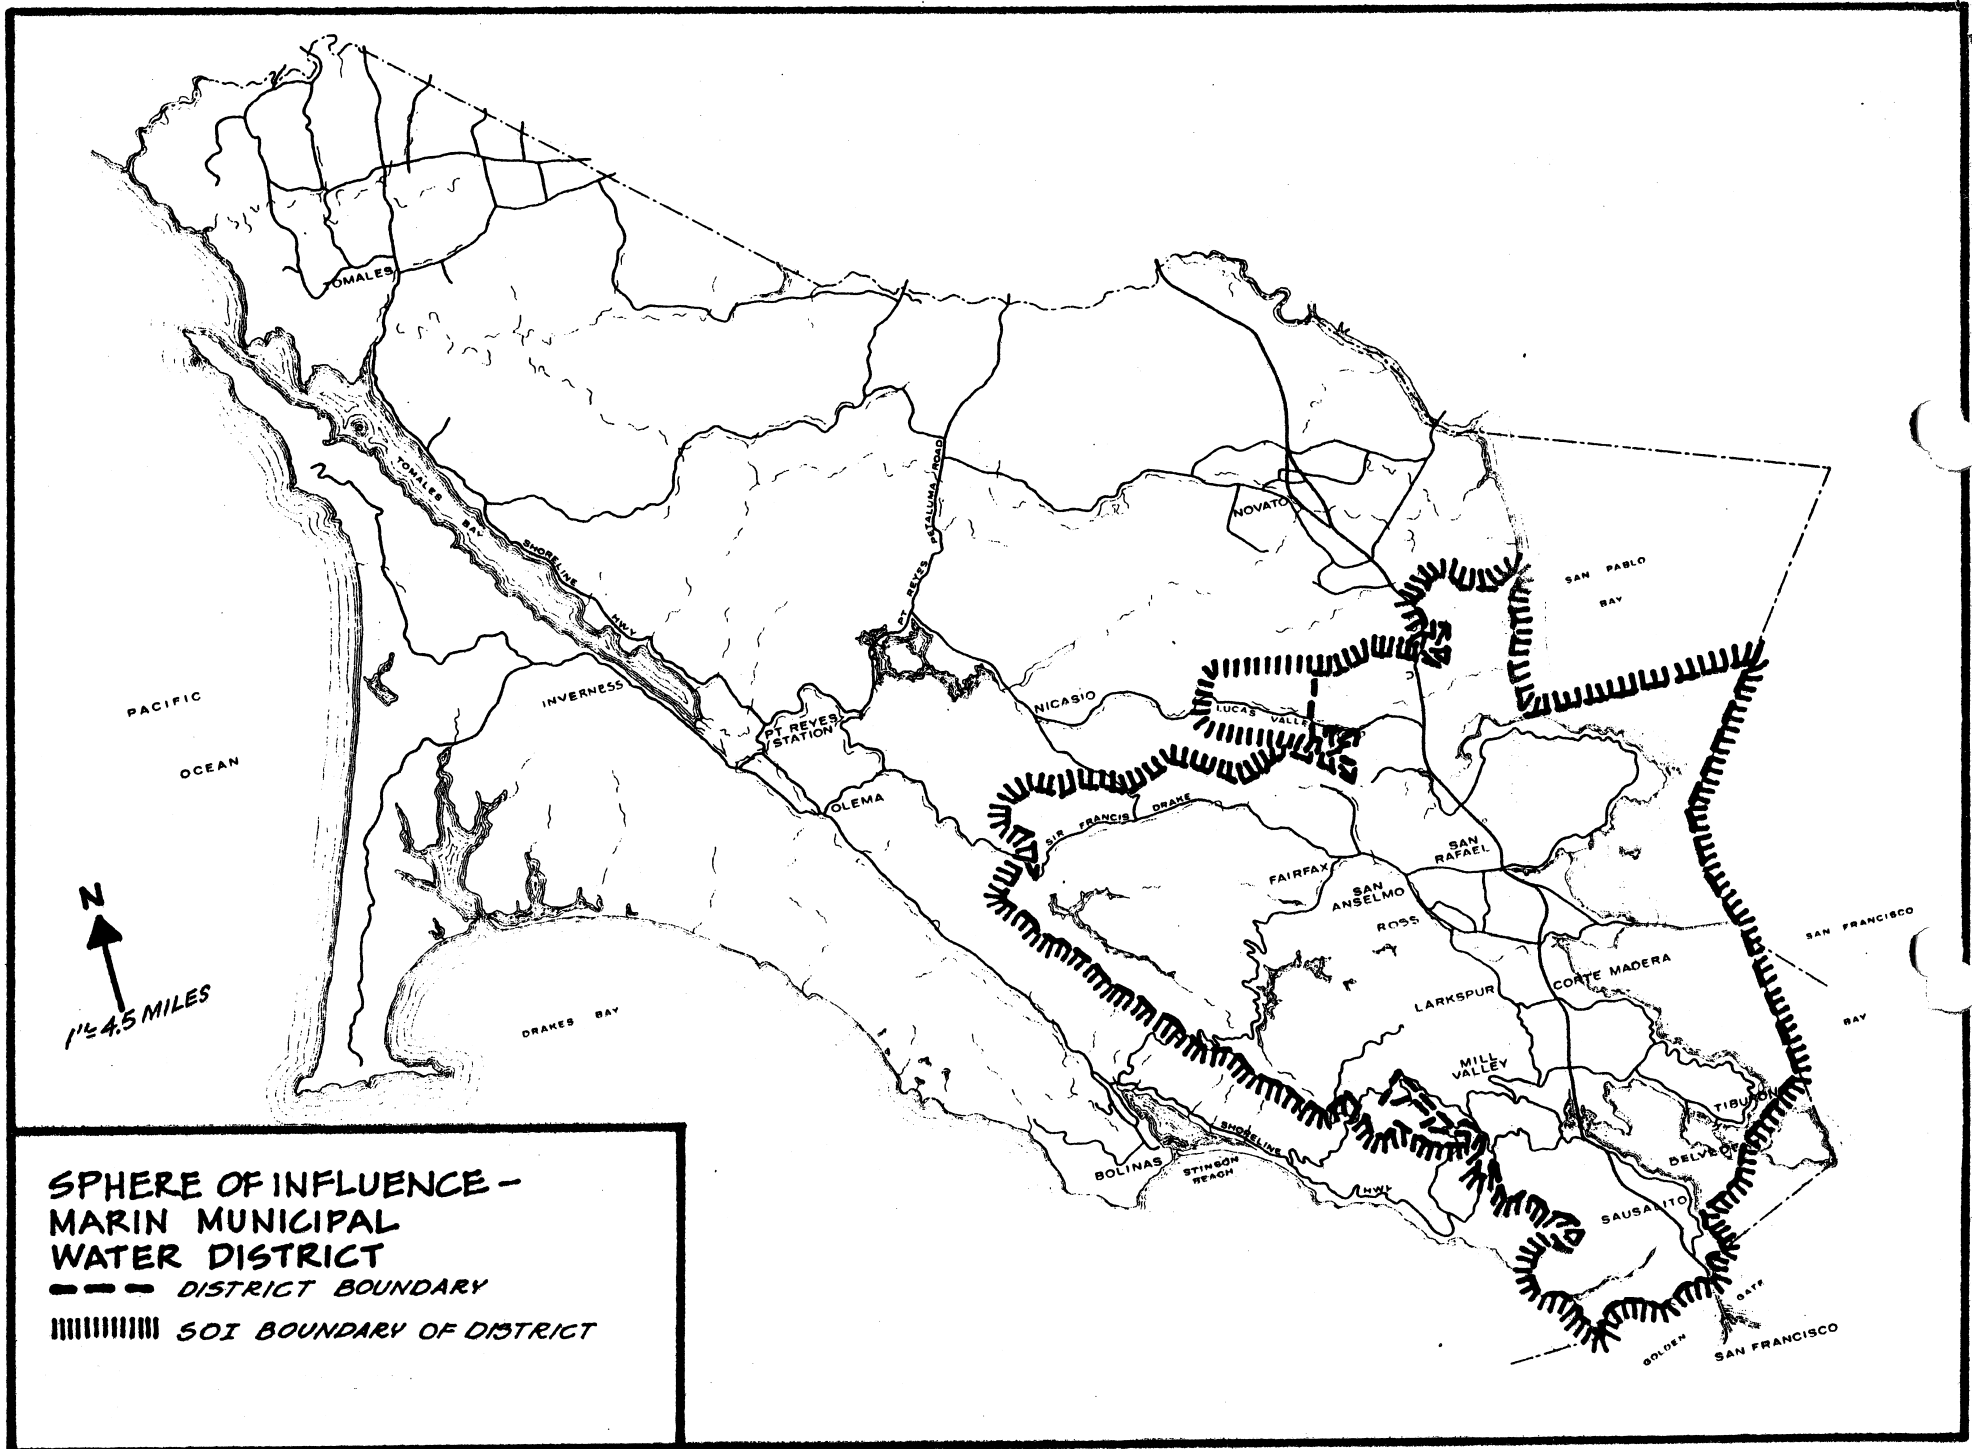 TOMALES
TOMALES
BAY
SHORELINE
HWY
PT REYES PETALUMA ROAD
NOVATO
SAN PABLO
BAY
PACIFIC
OCEAN
INVERNESS
PT REYES
STATION
NICASIO
LUCAS VALLE
OLEMA
SIR FRANCIS DRAKE
SAN
RAFAEL
FAIRFAX
SAN
ANSELMO
ROSS
SAN FRANCISCO
BAY
CORTE MADERA
LARKSPUR
MILL
VALLEY
TIBURON
BELVEDE
SAUSALITO
DRAKES BAY
BOLINAS
STINSON
BEACH
SHORELINE
HWY
GOLDEN
GATE
SAN FRANCISCO
N
1"=4.5 MILES
SPHERE OF INFLUENCE -
MARIN MUNICIPAL
WATER DISTRICT
DISTRICT BOUNDARY
SOI BOUNDARY OF DISTRICT